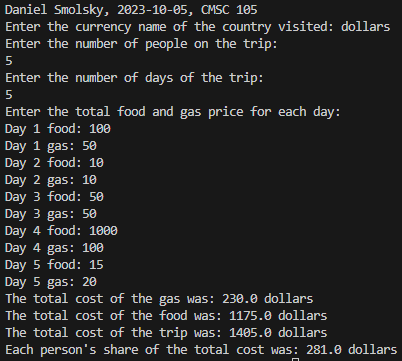 Daniel Smolsky, 2023-10-05, CMSC 105
Enter the currency name of the country visited: dollars
Enter the number of people on the trip:
5
Enter the number of days of the trip:
5
Enter the total food and gas price for each day:
Day 1 food: 100
Day 1 gas: 50
Day 2 food: 10
Day 2 gas: 10
Day 3 food: 50
Day 3 gas: 50
Day 4 food: 1000
Day 4 gas: 100
Day 5 food: 15
Day 5 gas: 20
The total cost of the gas was: 230.0 dollars
The total cost of the food was: 1175.0 dollars
The total cost of the trip was: 1405.0 dollars
Each person's share of the total cost was: 281.0 dollars